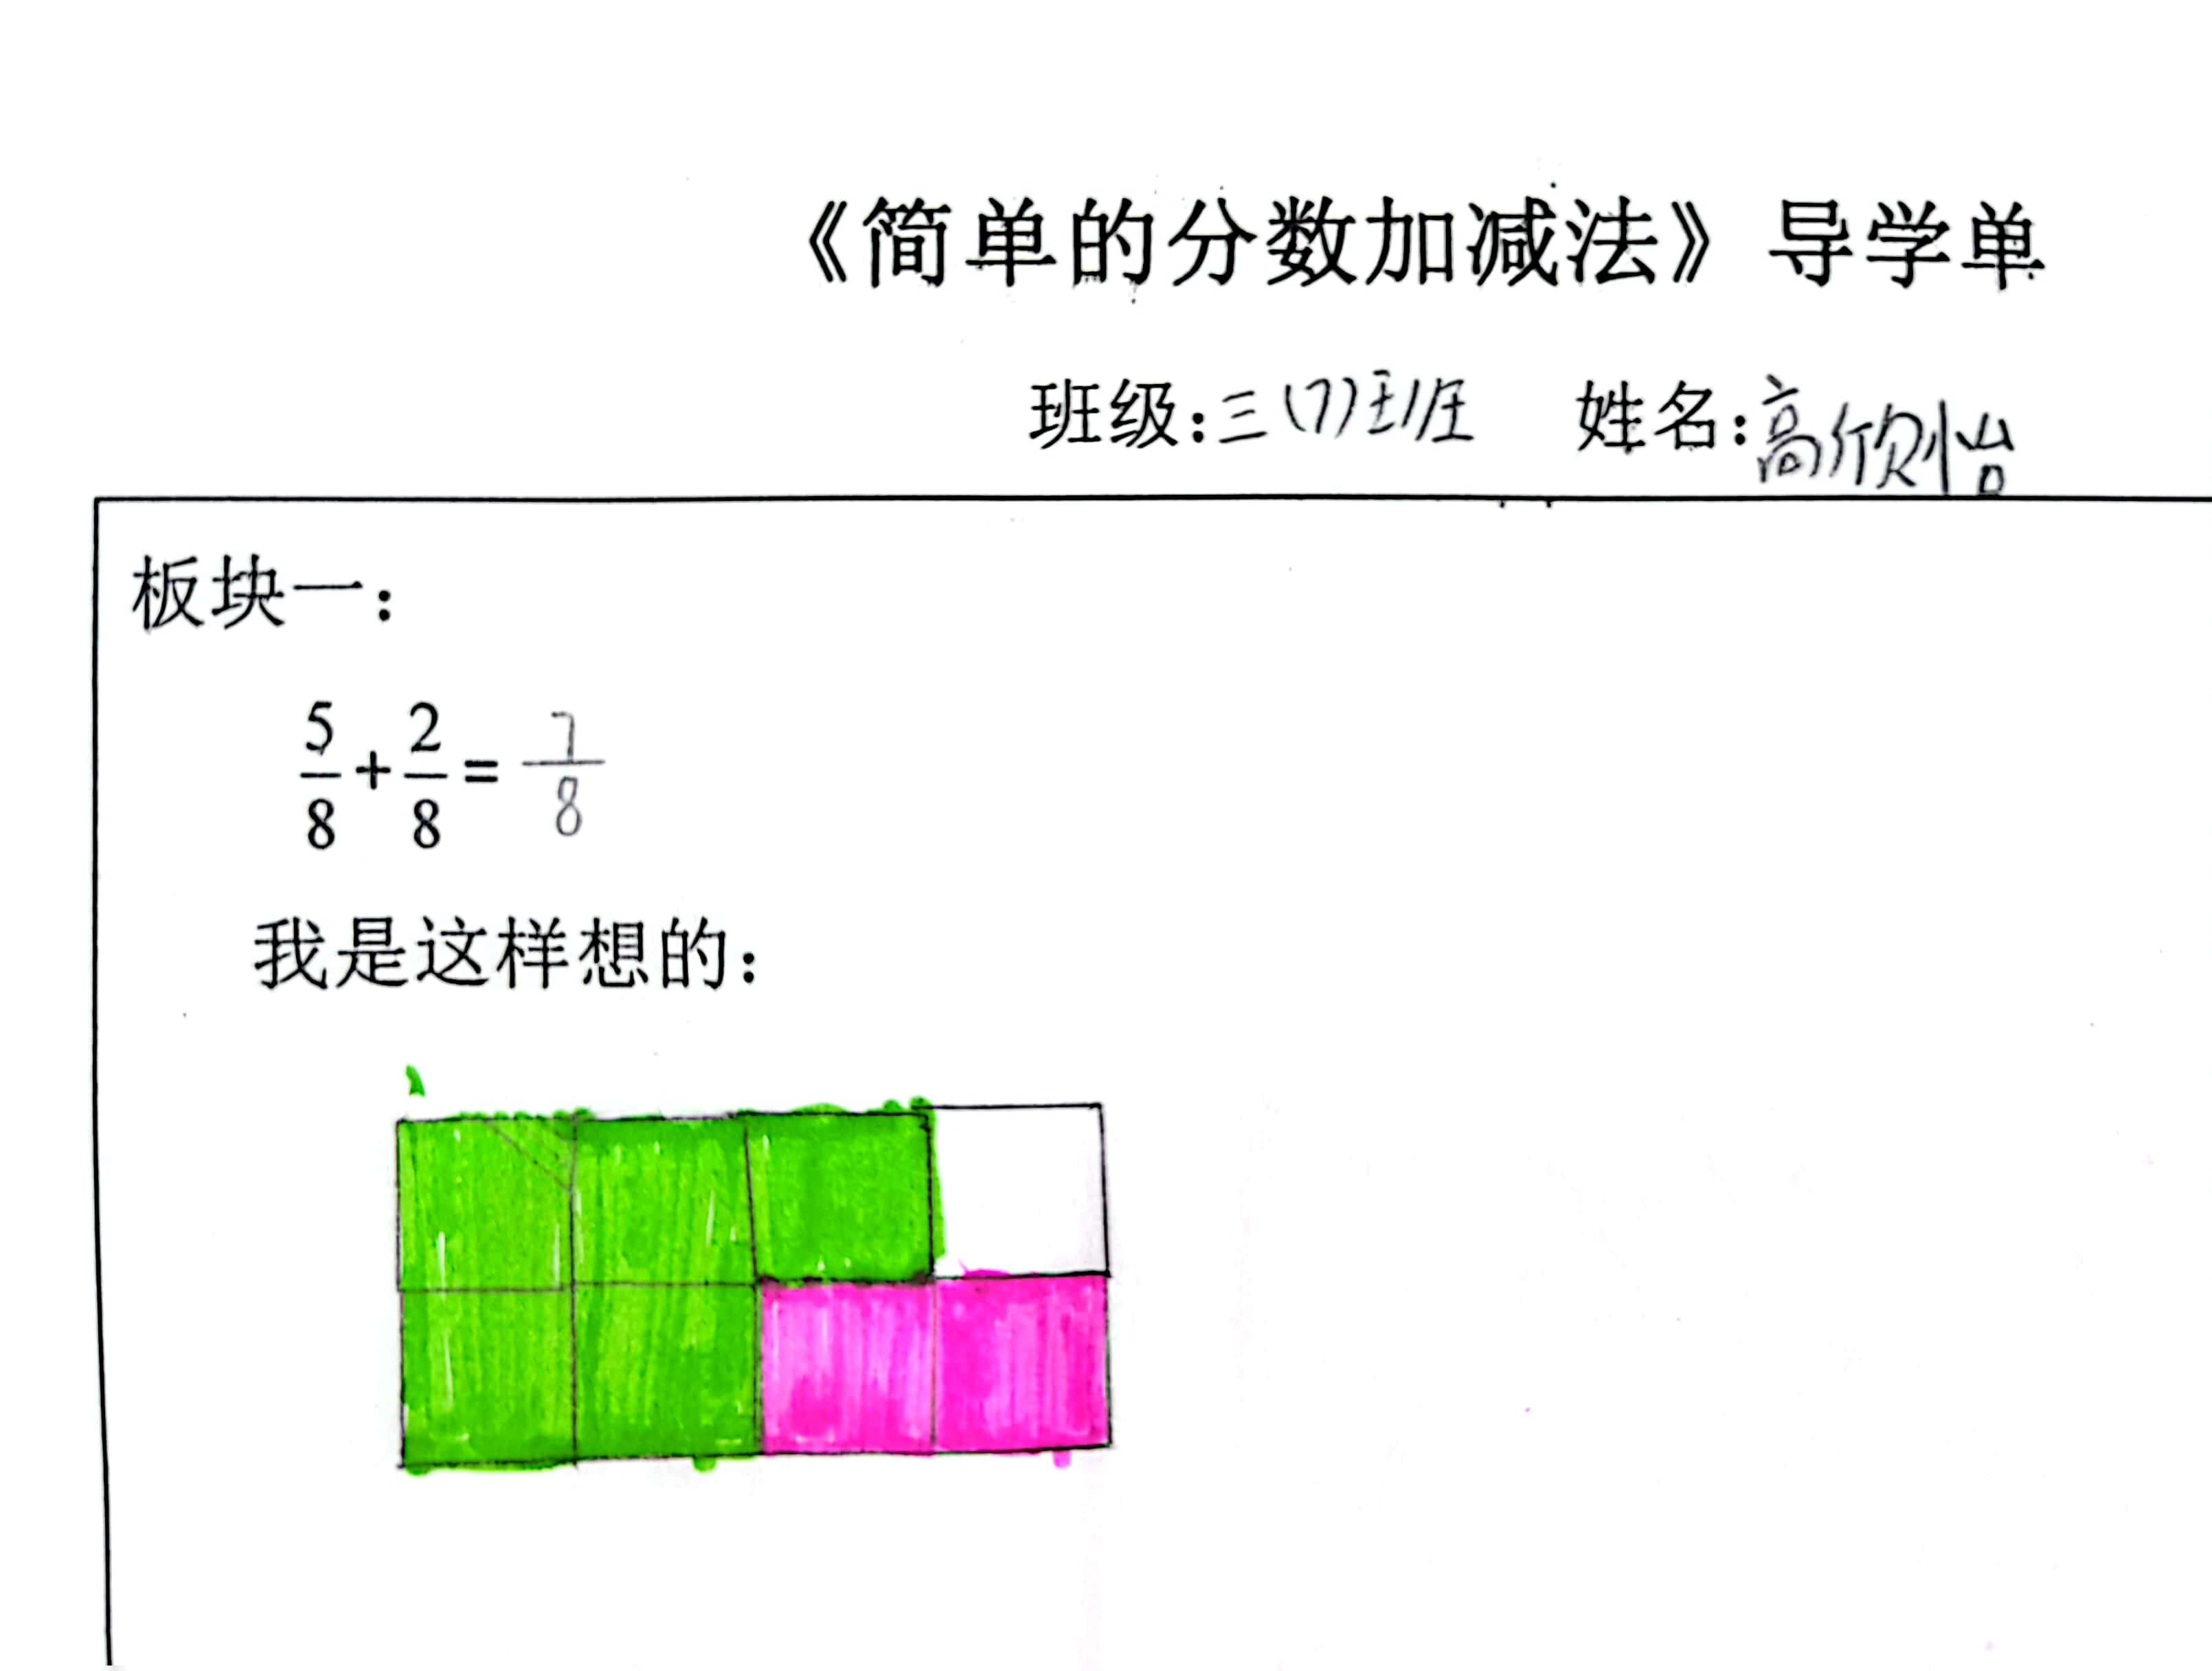 《简单的分数加减法》导学单
班级:三(7)班 姓名:高欣怡
板块一:
5/8+2/8=7/8
我是这样想的: